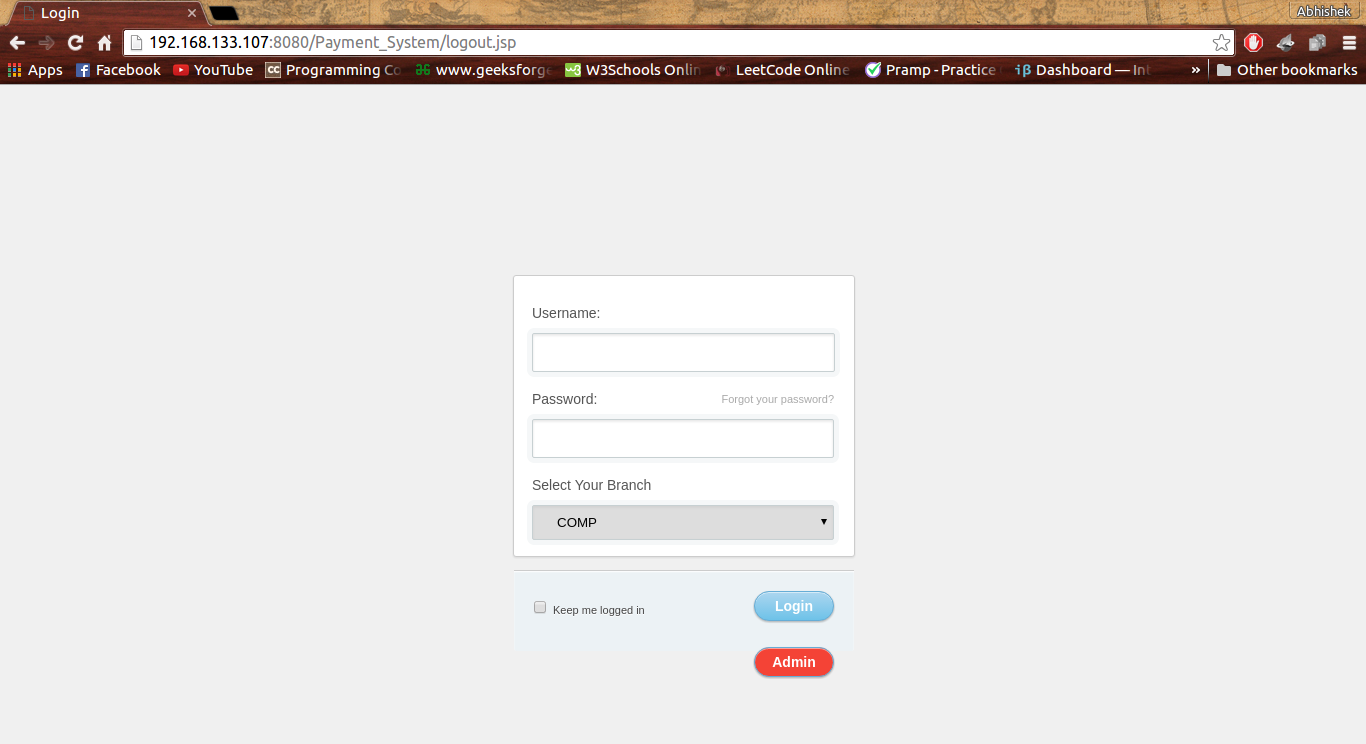 Login
Abhishek
192.168.133.107:8080/Payment_System/logout.jsp
Apps Facebook YouTube Programming Co www.geeksforge W3Schools Onlin LeetCode Online Pramp - Practice Dashboard — Int » Other bookmarks
Username:
Password: Forgot your password?
Select Your Branch
COMP
Keep me logged in Login
Admin